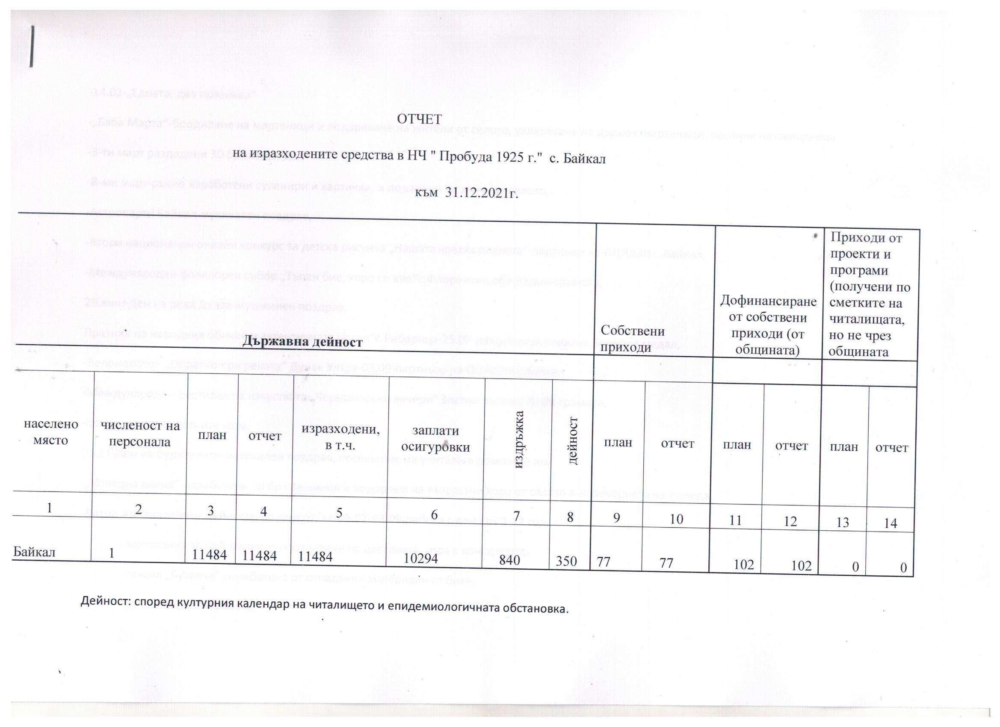 ОТЧЕТ
на изразходените средства в НЧ " Пробуда 1925 г."  с. Байкал
към  31.12.2021г.
Държавна дейност
Собствени
приходи
Дофинансиране
от собствени
приходи (от
общината)
Приходи от
проекти и
програми
(получени по
сметките на
читалищата,
но не чрез
общината
населено
място
численост на
персонала
план
отчет
изразходени,
в т.ч.
заплати
осигуровки
издръжка
дейност
план
отчет
план
отчет
план
отчет
1 2 3 4 5 6 7 8 9 10 11 12 13 14
Байкал 1 11484 11484 11484 10294 840 350 77 77 102 102 0 0
Дейност: според културния календар на читалището и епидемиологичната обстановка.